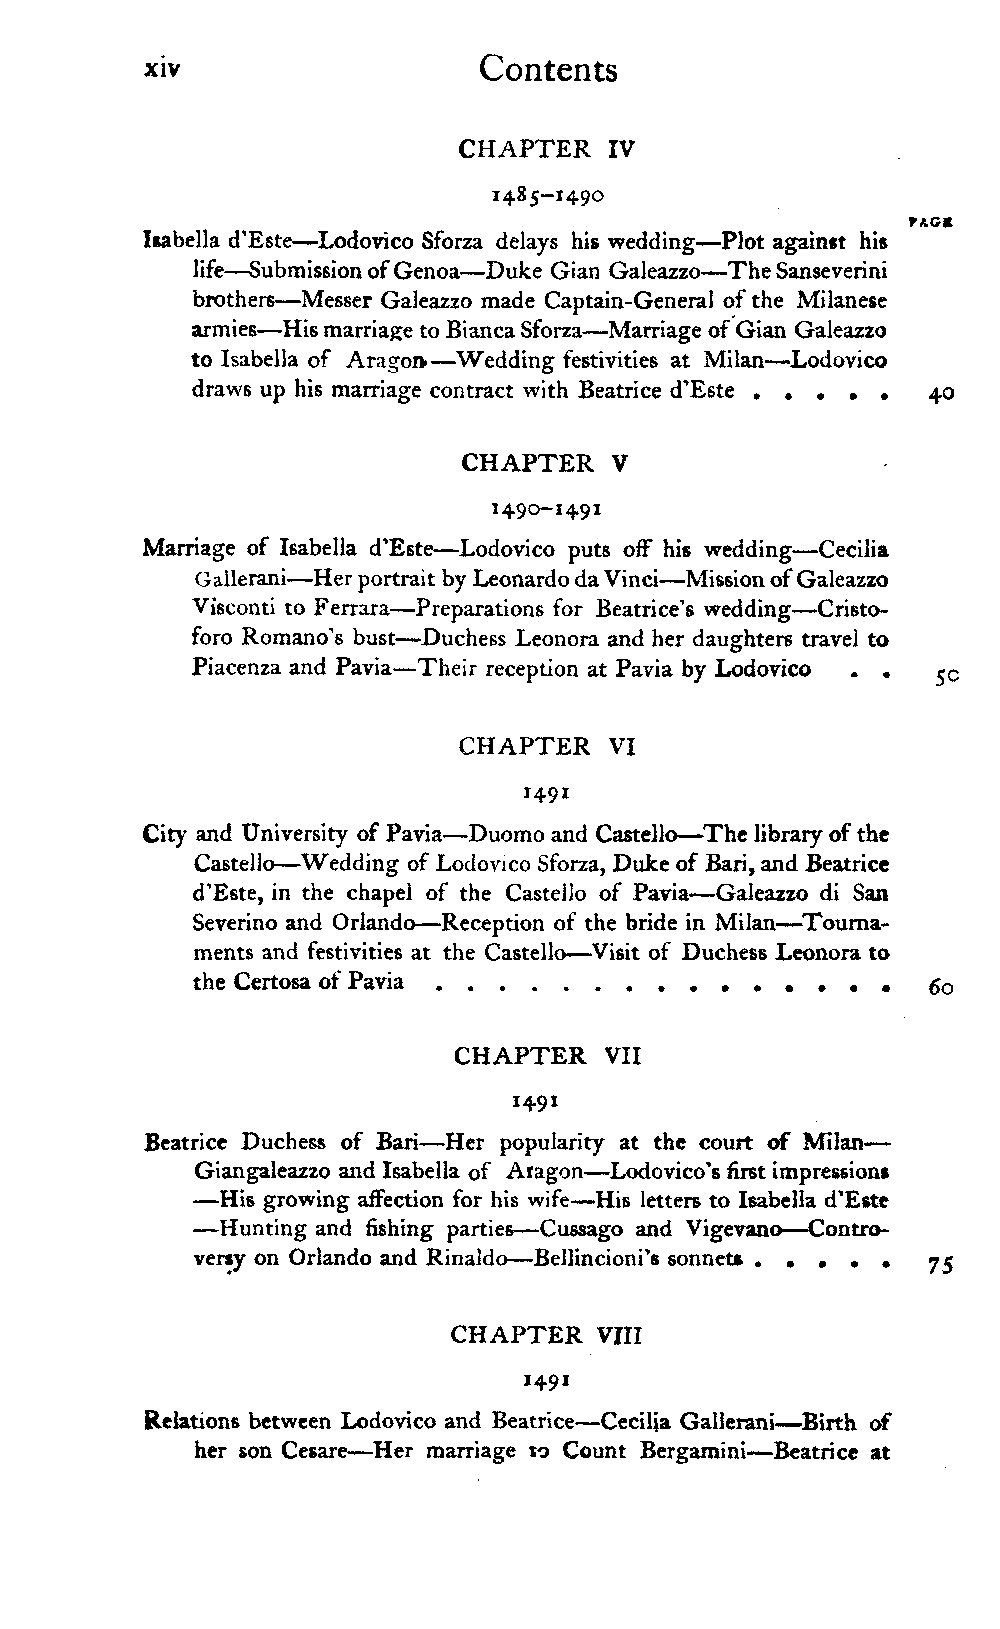 xiv Contents
CHAPTER IV
1485–1490
PAGE
Isabella d'Este—Lodovico Sforza delays his wedding—Plot against his
life—Submission of Genoa—Duke Gian Galeazzo—The Sanseverini
brothers—Messer Galeazzo made Captain-General of the Milanese
armies—His marriage to Bianca Sforza—Marriage of Gian Galeazzo
to Isabella of Aragon—Wedding festivities at Milan—Lodovico
draws up his marriage contract with Beatrice d'Este . . . . . 40
CHAPTER V
1490–1491
Marriage of Isabella d'Este—Lodovico puts off his wedding—Cecilia
Gallerani—Her portrait by Leonardo da Vinci—Mission of Galeazzo
Visconti to Ferrara—Preparations for Beatrice's wedding—Cristo-
foro Romano's bust—Duchess Leonora and her daughters travel to
Piacenza and Pavia—Their reception at Pavia by Lodovico . . 50
CHAPTER VI
1491
City and University of Pavia—Duomo and Castello—The library of the
Castello—Wedding of Lodovico Sforza, Duke of Bari, and Beatrice
d'Este, in the chapel of the Castello of Pavia—Galeazzo di San
Severino and Orlando—Reception of the bride in Milan—Tourna-
ments and festivities at the Castello—Visit of Duchess Leonora to
the Certosa of Pavia . . . . . . . . . . . . . . . 60
CHAPTER VII
1491
Beatrice Duchess of Bari—Her popularity at the court of Milan—
Giangaleazzo and Isabella of Aragon—Lodovico's first impressions
—His growing affection for his wife—His letters to Isabella d'Este
—Hunting and fishing parties—Cussago and Vigevano—Contro-
versy on Orlando and Rinaldo—Bellincioni's sonnets . . . . . 75
CHAPTER VIII
1491
Relations between Lodovico and Beatrice—Cecilia Gallerani—Birth of
her son Cesare—Her marriage to Count Bergamini—Beatrice at